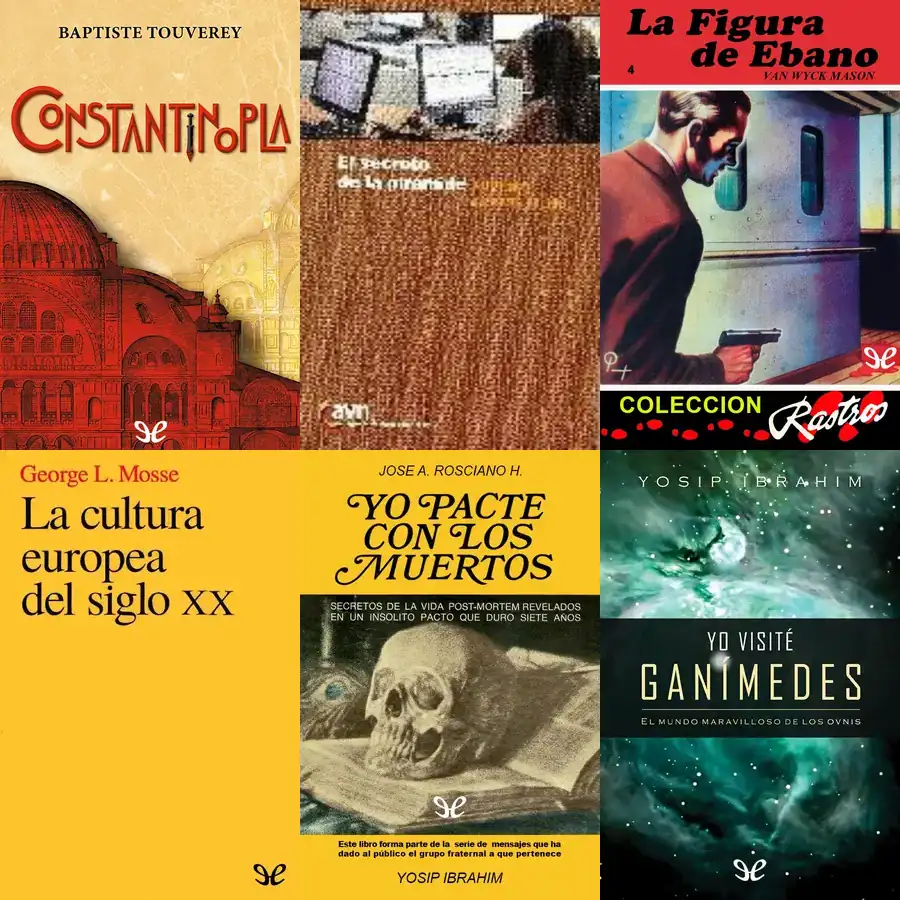 BAPTISTE TOUVEREY
CONSTANTINOPLA
El secreto
de la pirámide
ayn
La Figura
de Ebano
4
VAN WYCK MASON
COLECCION
Rastros
George L. Mosse
La cultura
europea
del siglo XX
JOSE A. ROSCIANO H.
YO PACTE
CON LOS
MUERTOS
SECRETOS DE LA VIDA POST-MORTEM REVELADOS
EN UN INSOLITO PACTO QUE DURO SIETE AÑOS
Este libro forma parte de la serie de mensajes que ha
dado al público el grupo fraternal a que pertenece
YOSIP IBRAHIM
YOSIP IBRAHIM
YO VISITÉ
GANÍMEDES
EL MUNDO MARAVILLOSO DE LOS OVNIS